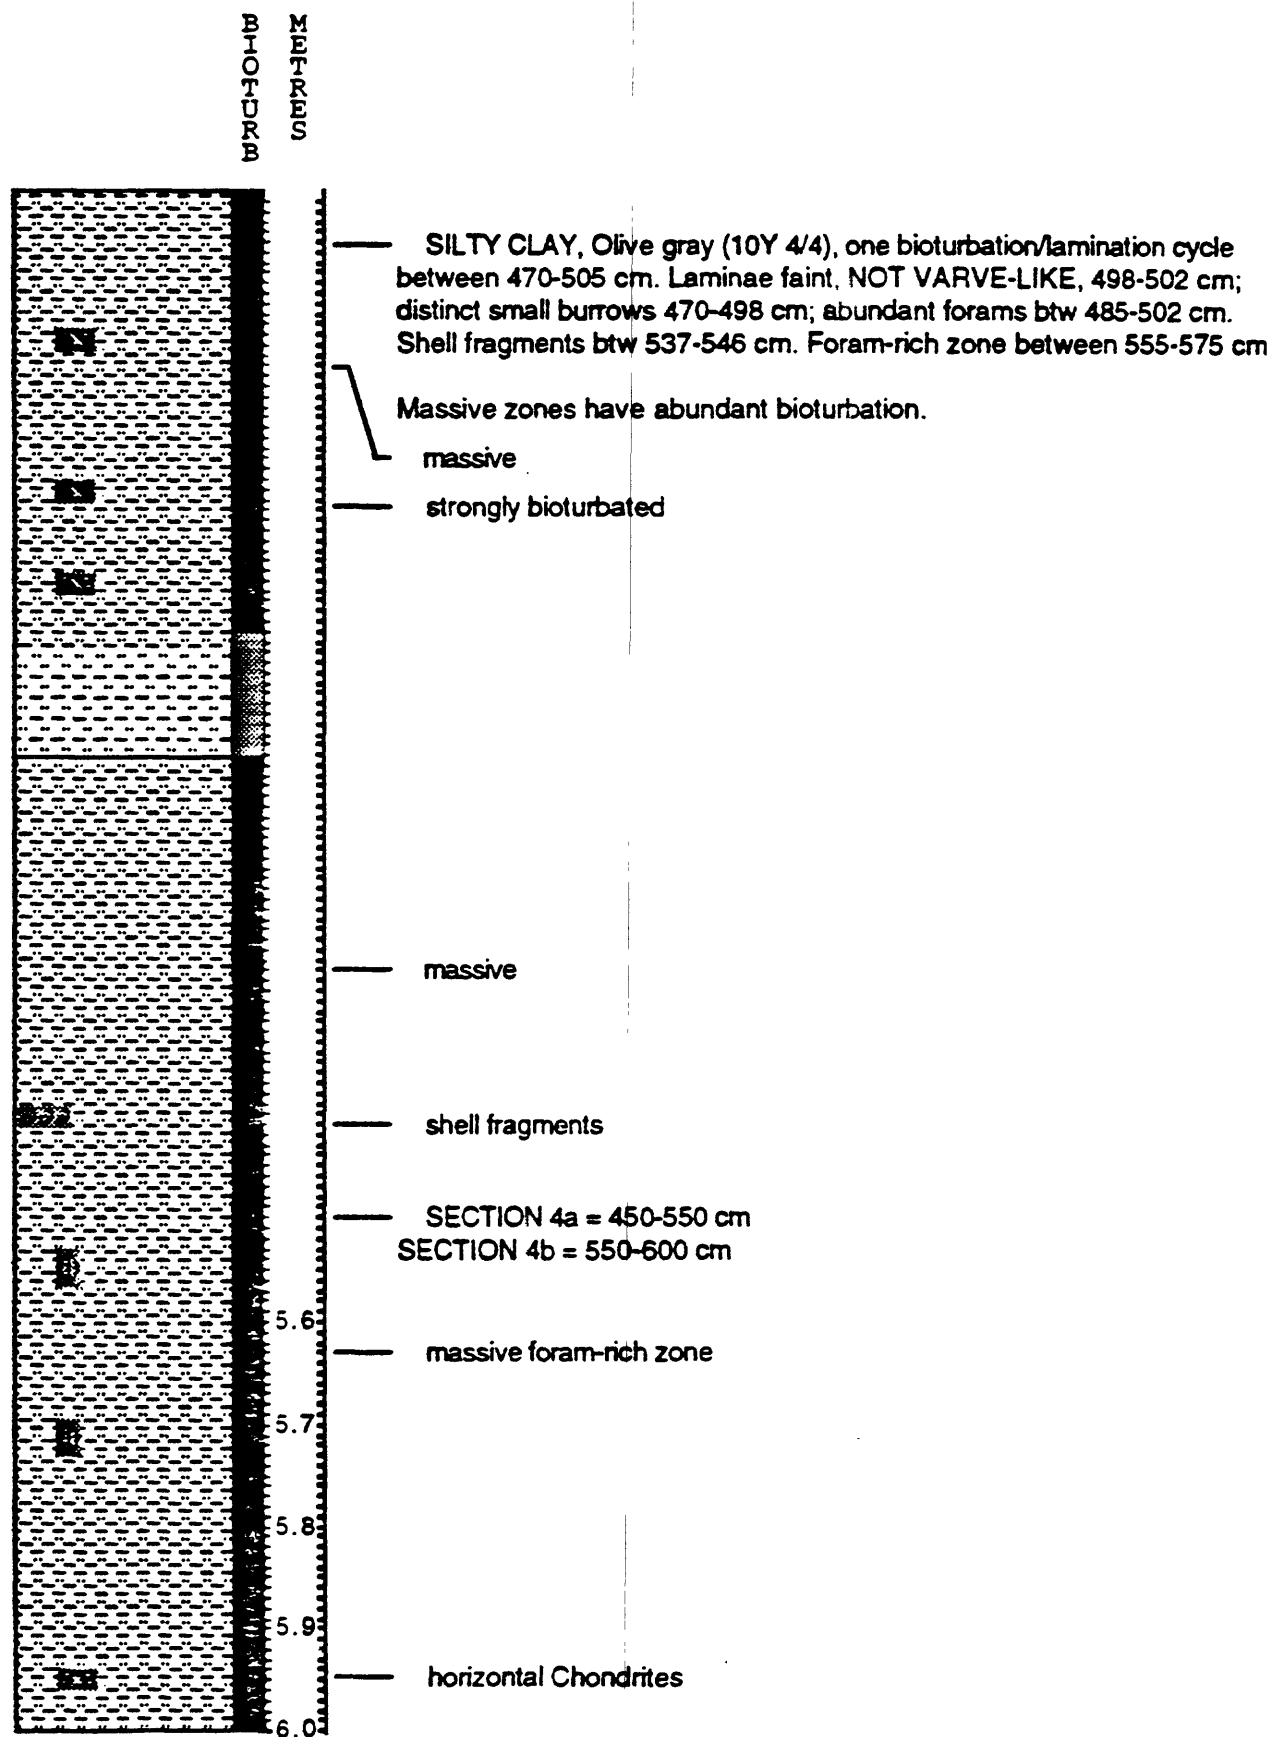 BIOTURB
METRES
SILTY CLAY, Olive gray (10Y 4/4), one bioturbation/lamination cycle
between 470-505 cm. Laminae faint, NOT VARVE-LIKE, 498-502 cm;
distinct small burrows 470-498 cm; abundant forams btw 485-502 cm.
Shell fragments btw 537-546 cm. Foram-rich zone between 555-575 cm
Massive zones have abundant bioturbation.
massive
strongly bioturbated
massive
shell fragments
SECTION 4a = 450-550 cm
SECTION 4b = 550-600 cm
5.6
massive foram-rich zone
5.7
5.8
5.9
horizontal Chondrites
6.0